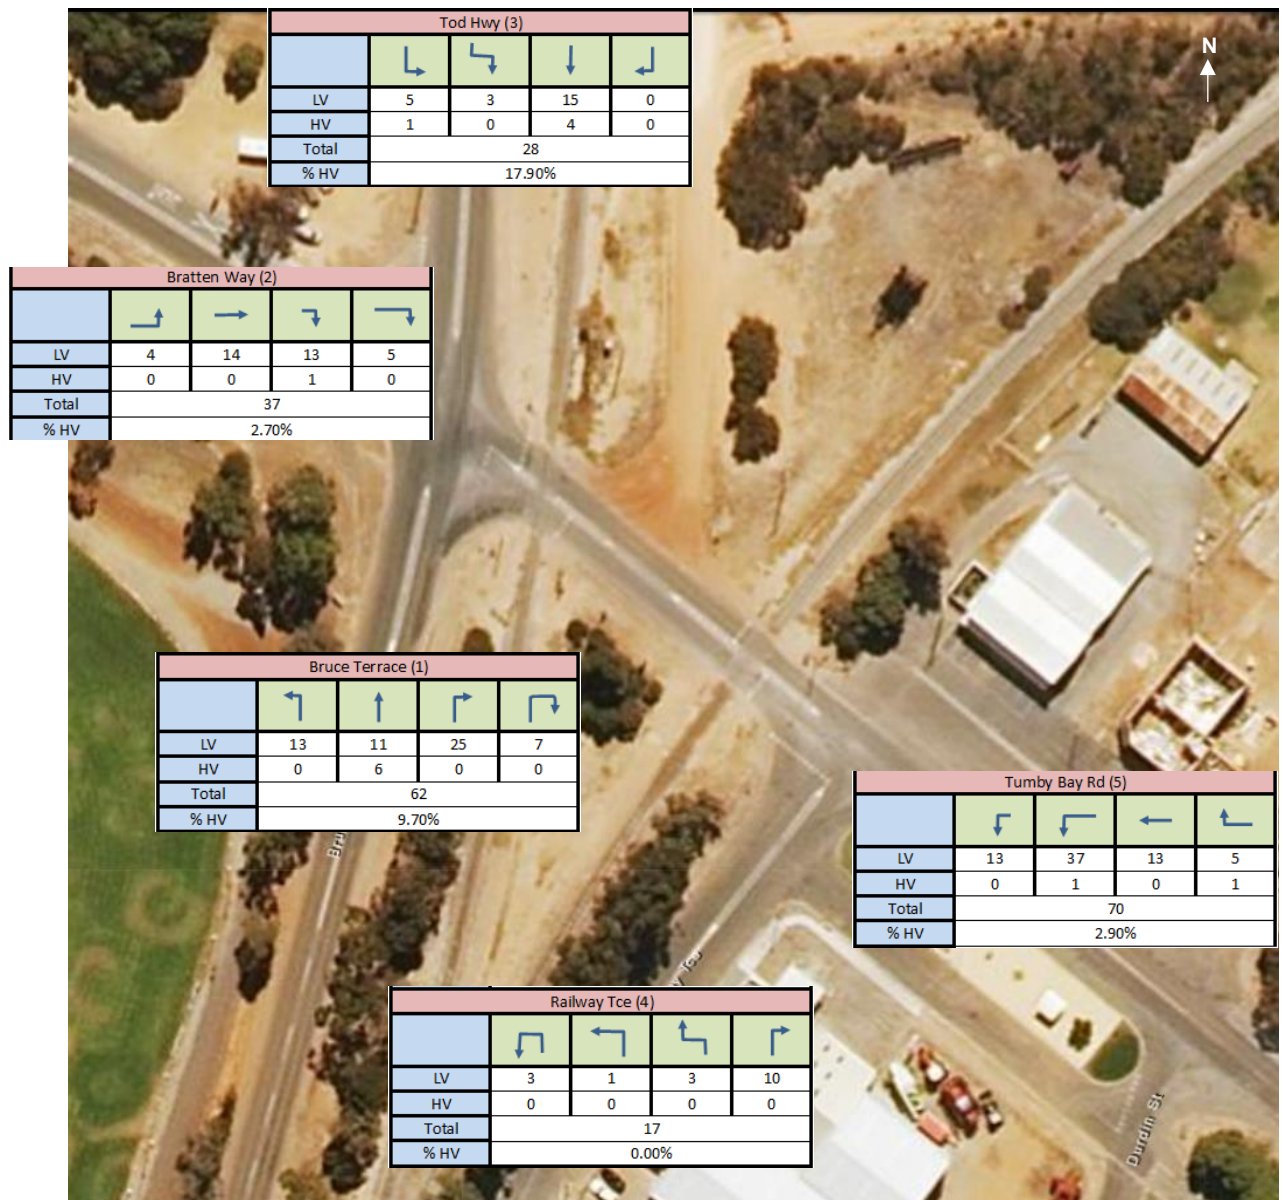 Tod Hwy (3)
LV 5 3 15 0
HV 1 0 4 0
Total 28
% HV 17.90%
N
Bratten Way (2)
LV 4 14 13 5
HV 0 0 1 0
Total 37
% HV 2.70%
Bruce Terrace (1)
LV 13 11 25 7
HV 0 6 0 0
Total 62
% HV 9.70%
Bru
Tumby Bay Rd (5)
LV 13 37 13 5
HV 0 1 0 1
Total 70
% HV 2.90%
Railway Tce (4)
LV 3 1 3 10
HV 0 0 0 0
Total 17
% HV 0.00%
Durdin St